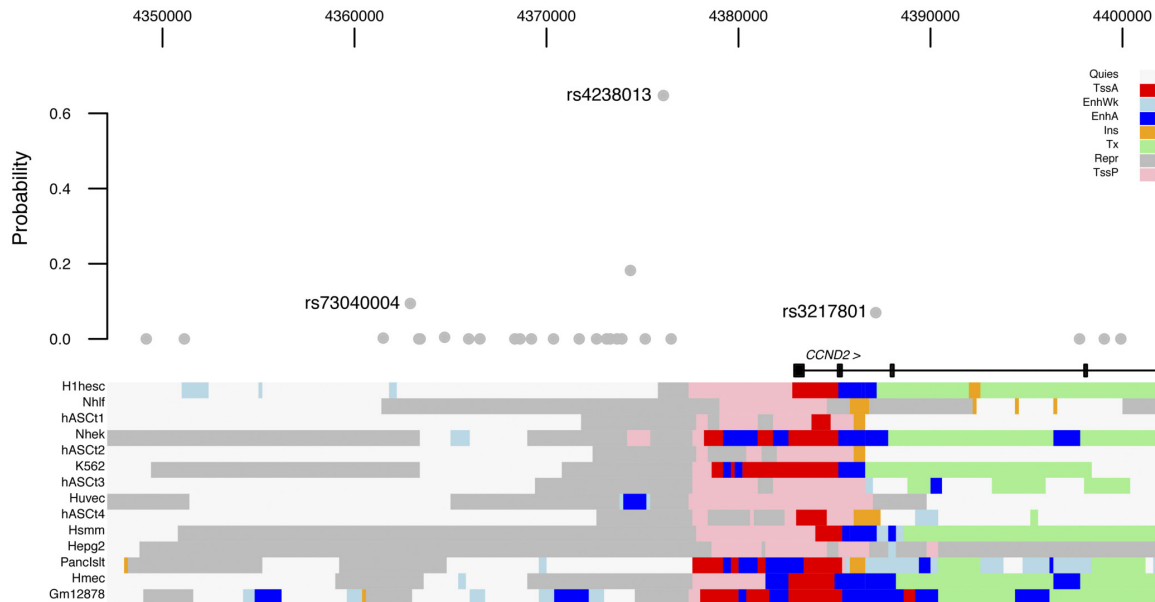 4350000 4360000 4370000 4380000 4390000 4400000
Quies
TssA
EnhWk
EnhA
Ins
Tx
Repr
TssP
Probability
0.6
0.4
0.2
0.0
rs4238013
rs73040004
rs3217801
CCND2 >
H1hesc
Nhlf
hASCt1
Nhek
hASCt2
K562
hASCt3
Huvec
hASCt4
Hsmm
Hepg2
PancIslt
Hmec
Gm12878